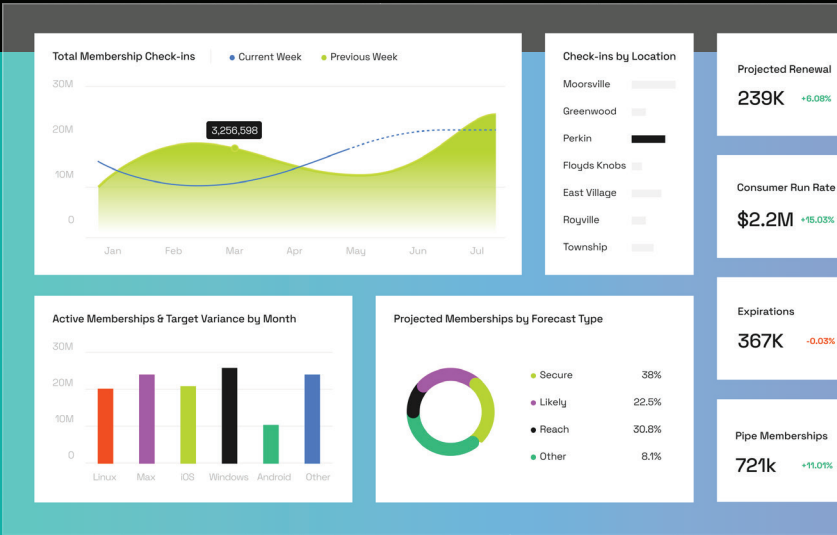 Total Membership Check-ins
Current Week
Previous Week
30M
20M
10M
0
3,256,598
Jan Feb Mar Apr May Jun Jul
Check-ins by Location
Moorsville
Greenwood
Perkin
Floyds Knobs
East Village
Royville
Township
Projected Renewal
239K +6.08%
Consumer Run Rate
$2.2M +15.03%
Expirations
367K -0.03%
Pipe Memberships
721k +11.01%
Active Memberships & Target Variance by Month
30M
20M
10M
0
Linux Max iOS Windows Android Other
Projected Memberships by Forecast Type
Secure 38%
Likely 22.5%
Reach 30.8%
Other 8.1%